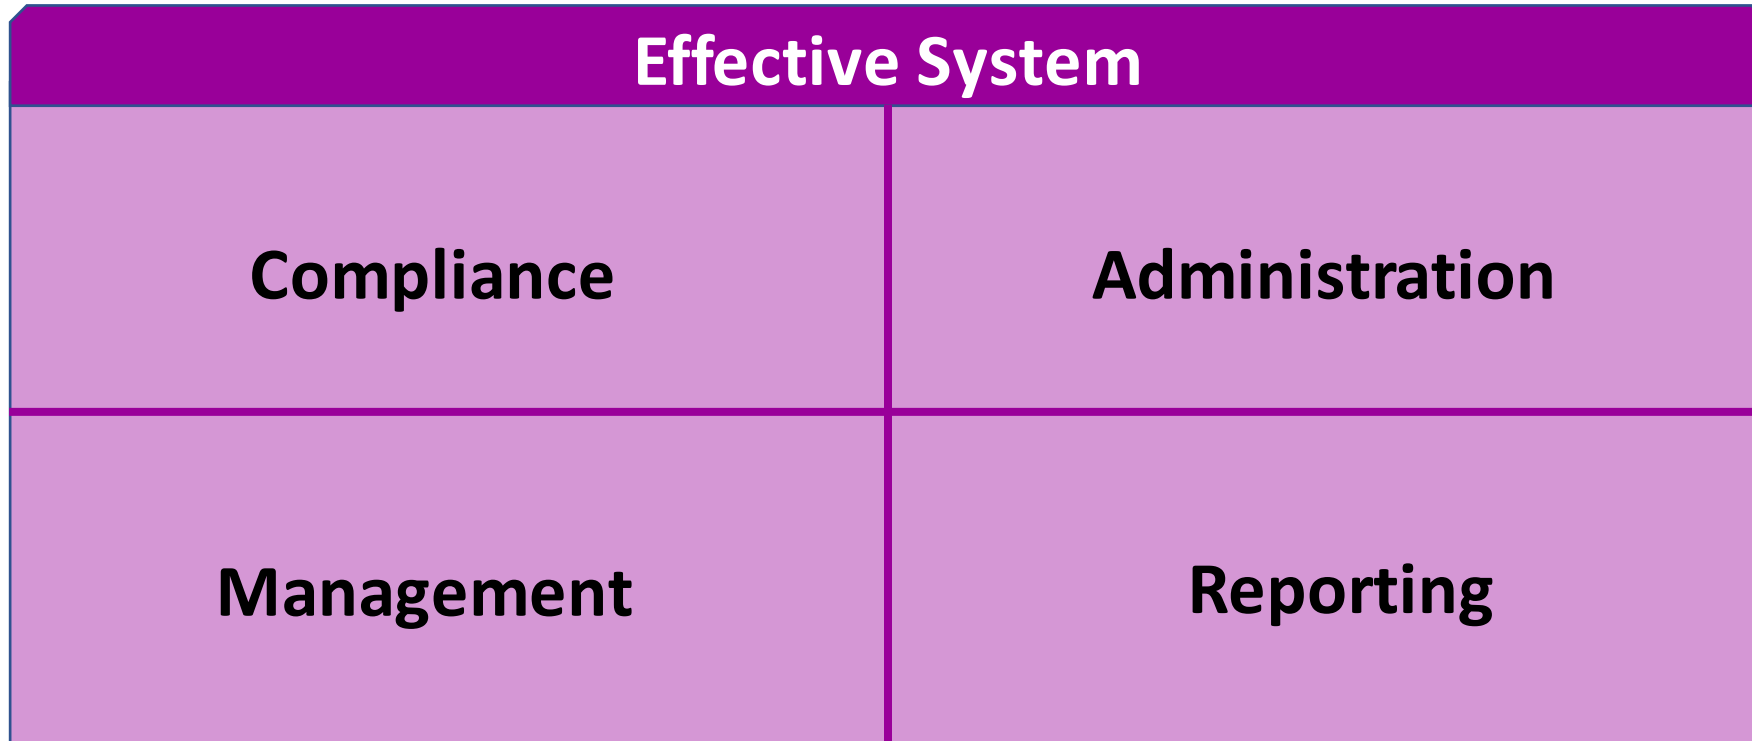 Effective System
Compliance
Administration
Management
Reporting